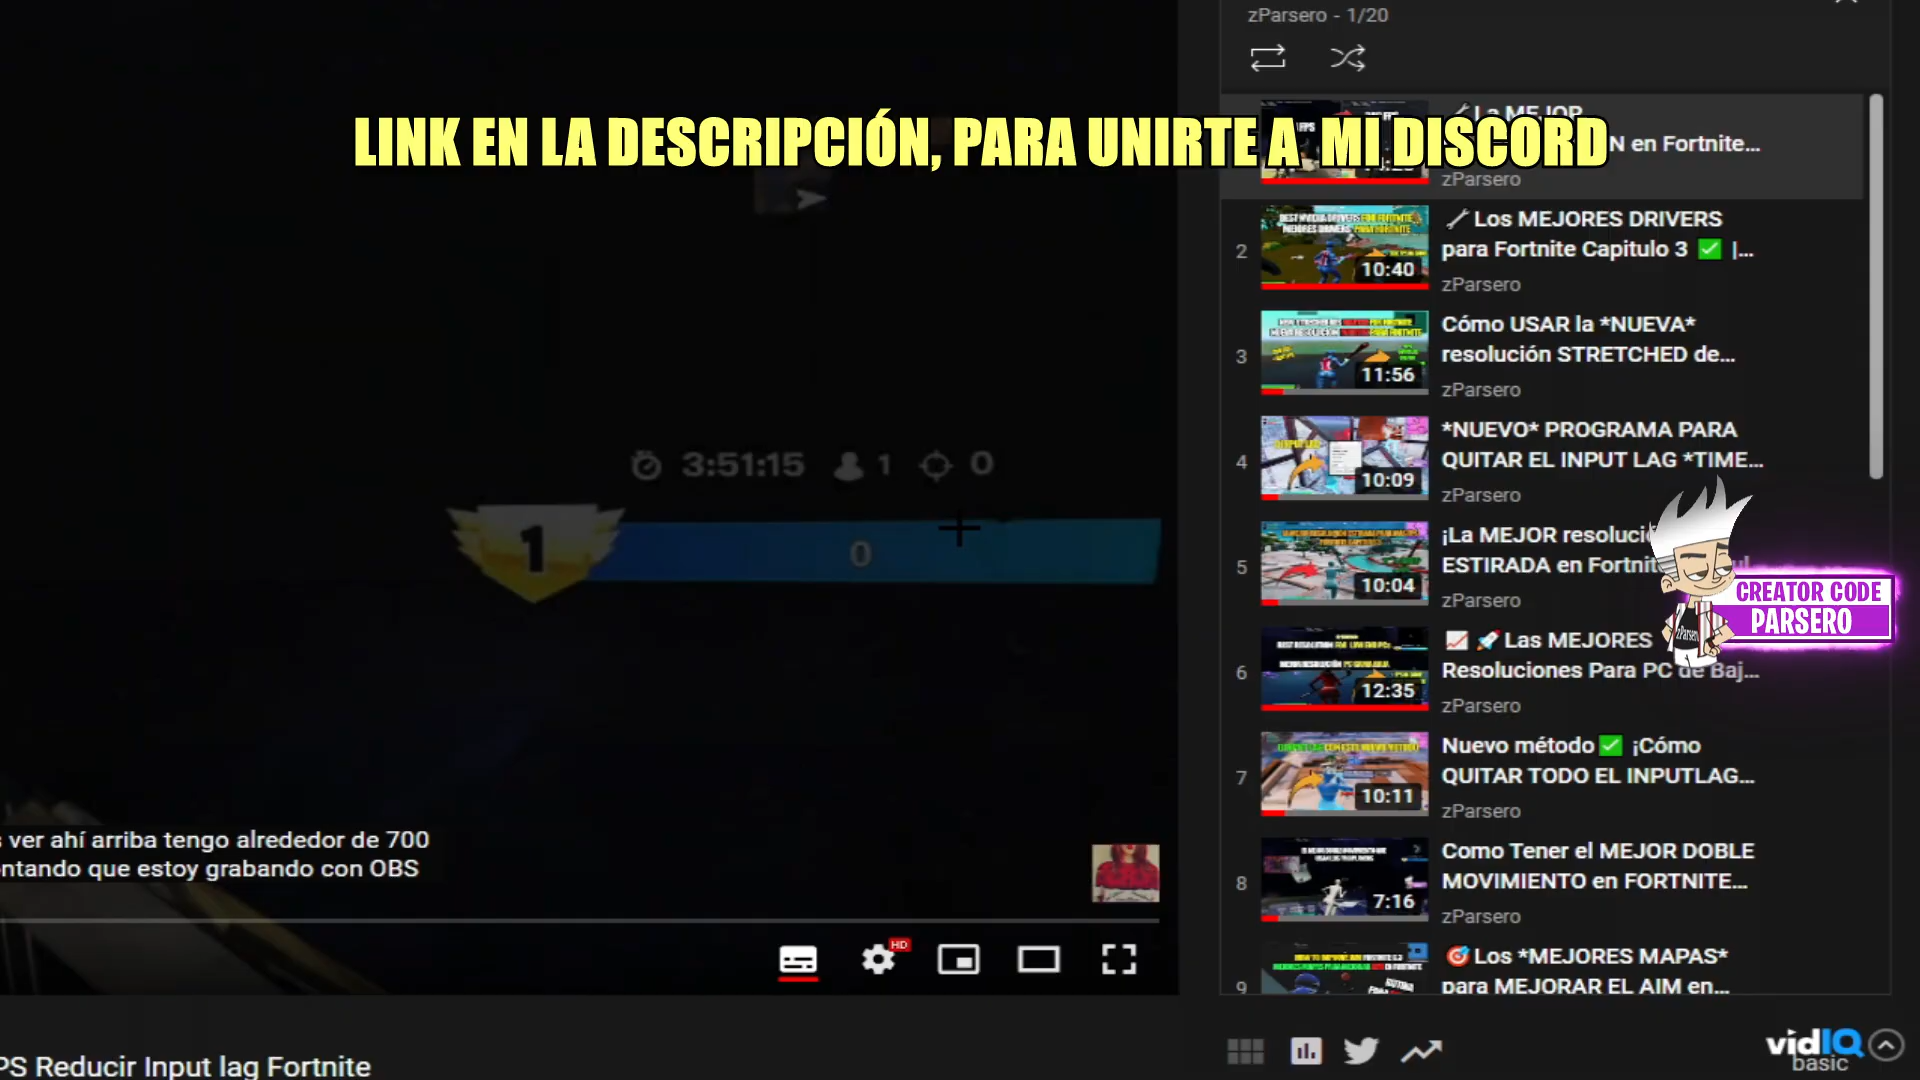 zParsero - 1/20
LINK EN LA DESCRIPCIÓN, PARA UNIRTE A MI DISCORD
La MEJOR
N en Fortnite...
zParsero
2
10:40
Los MEJORES DRIVERS
para Fortnite Capitulo 3 ✅ |...
zParsero
3
11:56
Cómo USAR la *NUEVA*
resolución STRETCHED de...
zParsero
4
10:09
*NUEVO* PROGRAMA PARA
QUITAR EL INPUT LAG *TIME...
zParsero
5
10:04
¡La MEJOR resoluci
ESTIRADA en Fortnit
zParsero
CREATOR CODE
PARSERO
6
12:35
📈 🚀 Las MEJORES
Resoluciones Para PC de Baj...
zParsero
7
10:11
Nuevo método ✅ ¡Cómo
QUITAR TODO EL INPUTLAG...
zParsero
8
7:16
Como Tener el MEJOR DOBLE
MOVIMIENTO en FORTNITE...
zParsero
9
🎯 Los *MEJORES MAPAS*
para MEJORAR EL AIM en...
3:51:15 1 0
1
0
s ver ahí arriba tengo alrededor de 700
ntando que estoy grabando con OBS
HD
PS Reducir Input lag Fortnite
vidIQ
basic